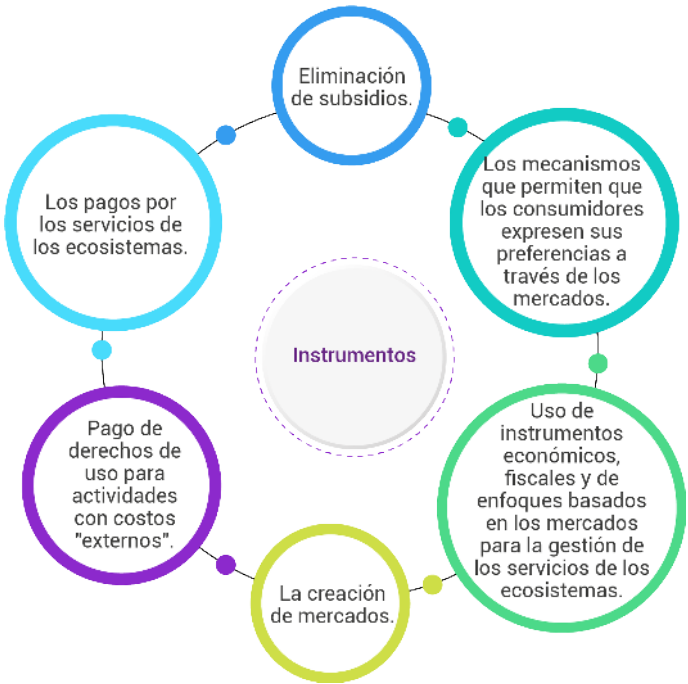 Eliminación
de subsidios.
Los mecanismos
que permiten que
los consumidores
expresen sus
preferencias a
través de los
mercados.
Uso de
instrumentos
económicos,
fiscales y de
enfoques basados
en los mercados
para la gestión de
los servicios de los
ecosistemas.
La creación
de mercados.
Pago de
derechos de
uso para
actividades
con costos
"externos".
Los pagos por
los servicios de
los ecosistemas.
Instrumentos